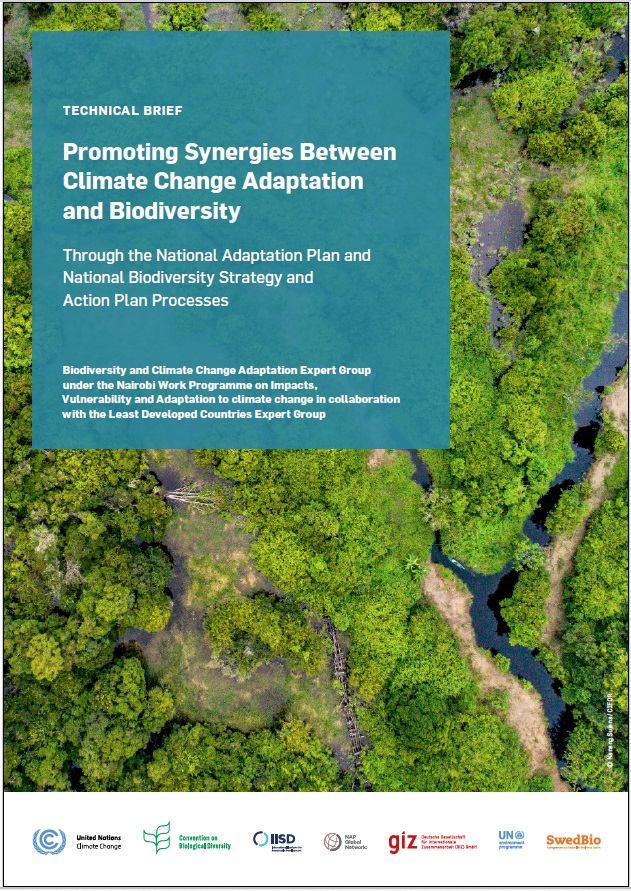 TECHNICAL BRIEF
Promoting Synergies Between
Climate Change Adaptation
and Biodiversity
Through the National Adaptation Plan and
National Biodiversity Strategy and
Action Plan Processes
Biodiversity and Climate Change Adaptation Expert Group
under the Nairobi Work Programme on Impacts,
Vulnerability and Adaptation to climate change in collaboration
with the Least Developed Countries Expert Group
United Nations
Climate Change
Convention on
Biological Diversity
IISD
NAP
Global
Network
giz
Deutsche Gesellschaft
für Internationale
Zusammenarbeit (GIZ) GmbH
UN
environment
programme
SwedBio